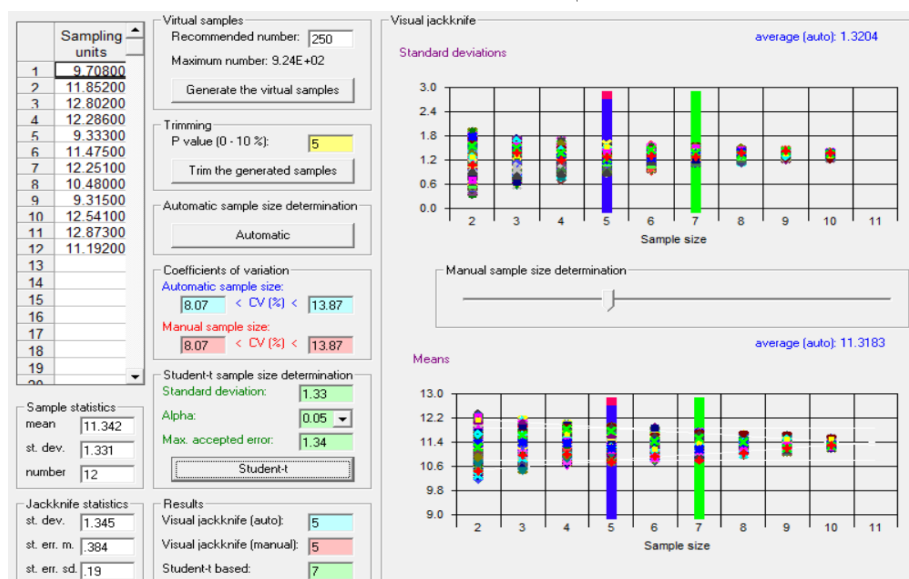 Sampling units
1 9.70800
2 11.85200
3 12.80200
4 12.28600
5 9.33300
6 11.47500
7 12.25100
8 10.48000
9 9.31500
10 12.54100
11 12.87300
12 11.19200
13
14
15
16
17
18
19
20
Sample statistics
mean 11.342
st. dev. 1.331
number 12
Jackknife statistics
st. dev. 1.345
st. err. m. .384
st. err. sd. .19
Virtual samples
Recommended number: 250
Maximum number: 9.24E+02
Generate the virtual samples
Trimming
P value (0 - 10 %): 5
Trim the generated samples
Automatic sample size determination
Automatic
Coefficients of variation
Automatic sample size:
8.07 < CV (%) < 13.87
Manual sample size:
8.07 < CV (%) < 13.87
Student-t sample size determination
Standard deviation: 1.33
Alpha: 0.05
Max. accepted error: 1.34
Student-t
Results
Visual jackknife (auto): 5
Visual jackknife (manual): 5
Student-t based: 7
Visual jackknife
average (auto): 1.3204
Standard deviations
3.0
2.4
1.8
1.2
0.6
0.0
2 3 4 5 6 7 8 9 10 11
Sample size
Manual sample size determination
average (auto): 11.3183
Means
13.0
12.2
11.4
10.6
9.8
9.0
2 3 4 5 6 7 8 9 10 11
Sample size